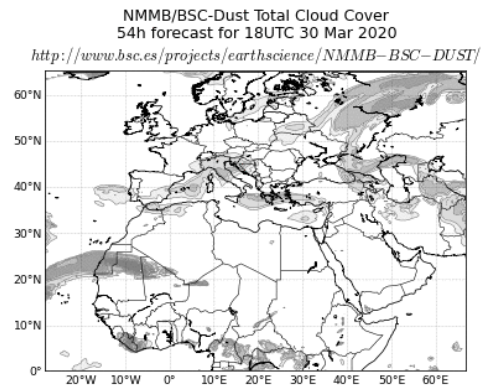 NMMB/BSC-Dust Total Cloud Cover
54h forecast for 18UTC 30 Mar 2020
http://www.bsc.es/projects/earthscience/NMMB−BSC−DUST/
60°N
50°N
40°N
30°N
20°N
10°N
0°
20°W 10°W 0° 10°E 20°E 30°E 40°E 50°E 60°E